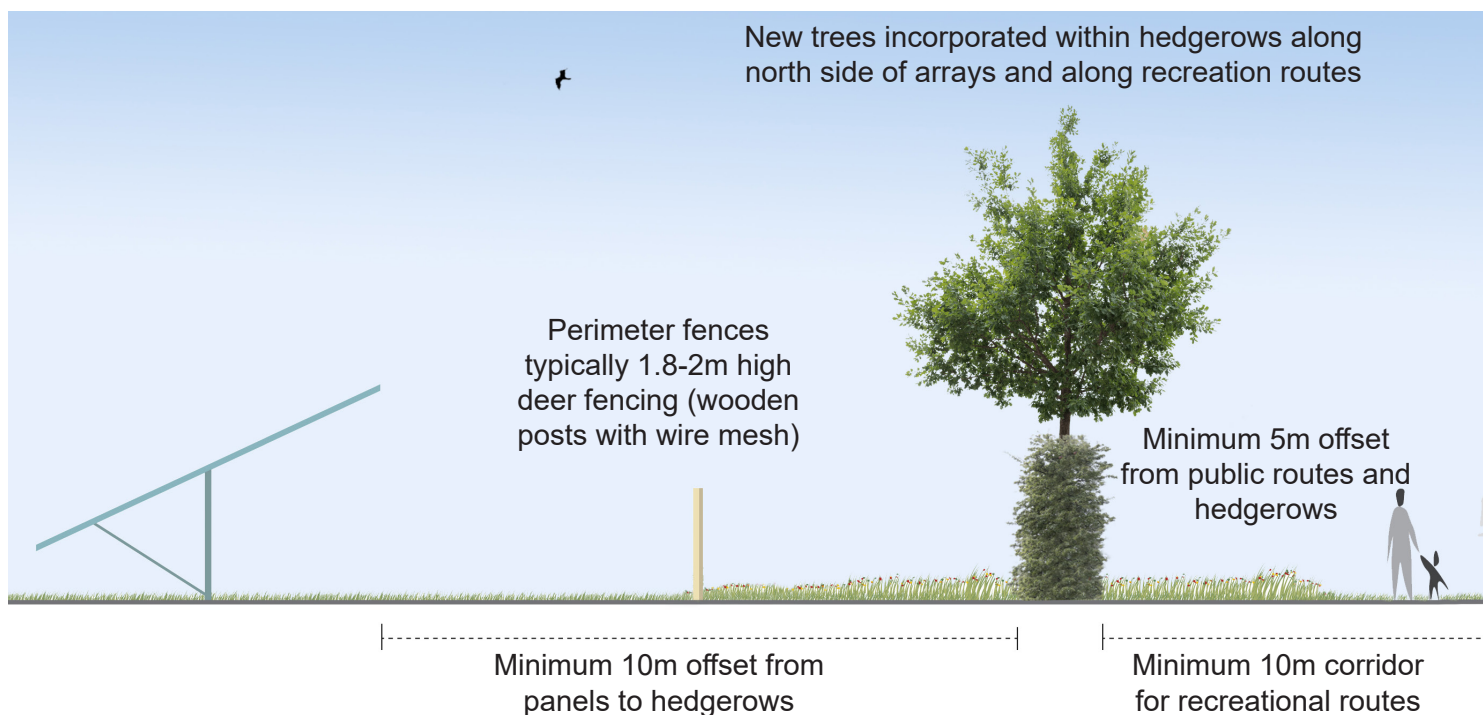 New trees incorporated within hedgerows along
north side of arrays and along recreation routes
Perimeter fences
typically 1.8-2m high
deer fencing (wooden
posts with wire mesh)
Minimum 5m offset
from public routes and
hedgerows
Minimum 10m offset from
panels to hedgerows
Minimum 10m corridor
for recreational routes